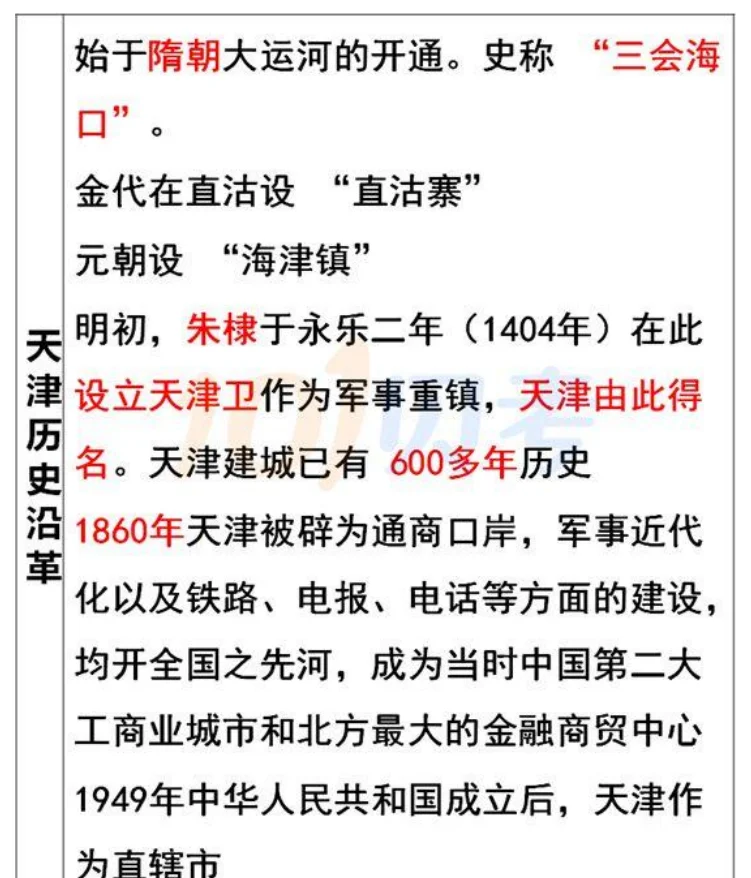 天津历史沿革
始于隋朝大运河的开通。史称 “三会海
口”。
金代在直沽设 “直沽寨”
元朝设 “海津镇”
明初，朱棣于永乐二年（1404年）在此
设立天津卫作为军事重镇，天津由此得
名。天津建城已有 600多年历史
1860年天津被辟为通商口岸，军事近代
化以及铁路、电报、电话等方面的建设，
均开全国之先河，成为当时中国第二大
工商业城市和北方最大的金融商贸中心
1949年中华人民共和国成立后，天津作
为直辖市